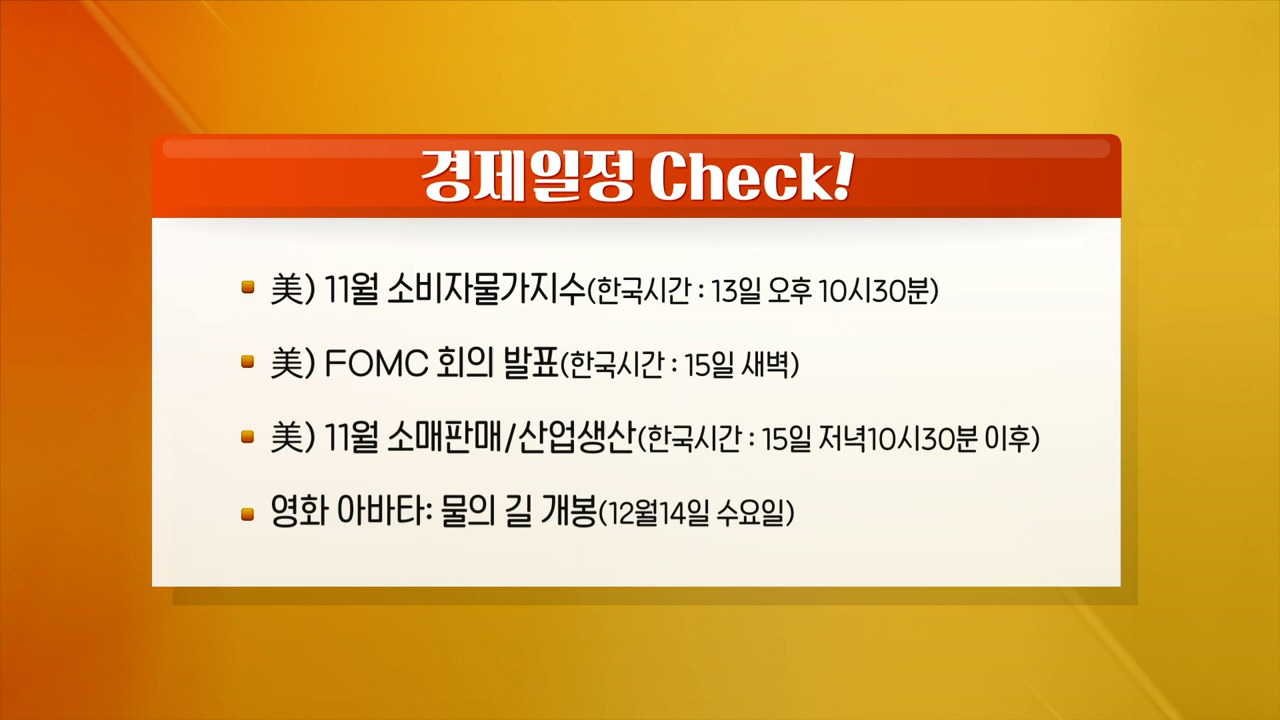 경제일정 Check!
美) 11월 소비자물가지수(한국시간 : 13일 오후 10시30분)
美) FOMC 회의 발표(한국시간 : 15일 새벽)
美) 11월 소매판매/산업생산(한국시간 : 15일 저녁10시30분 이후)
영화 아바타: 물의 길 개봉(12월14일 수요일)